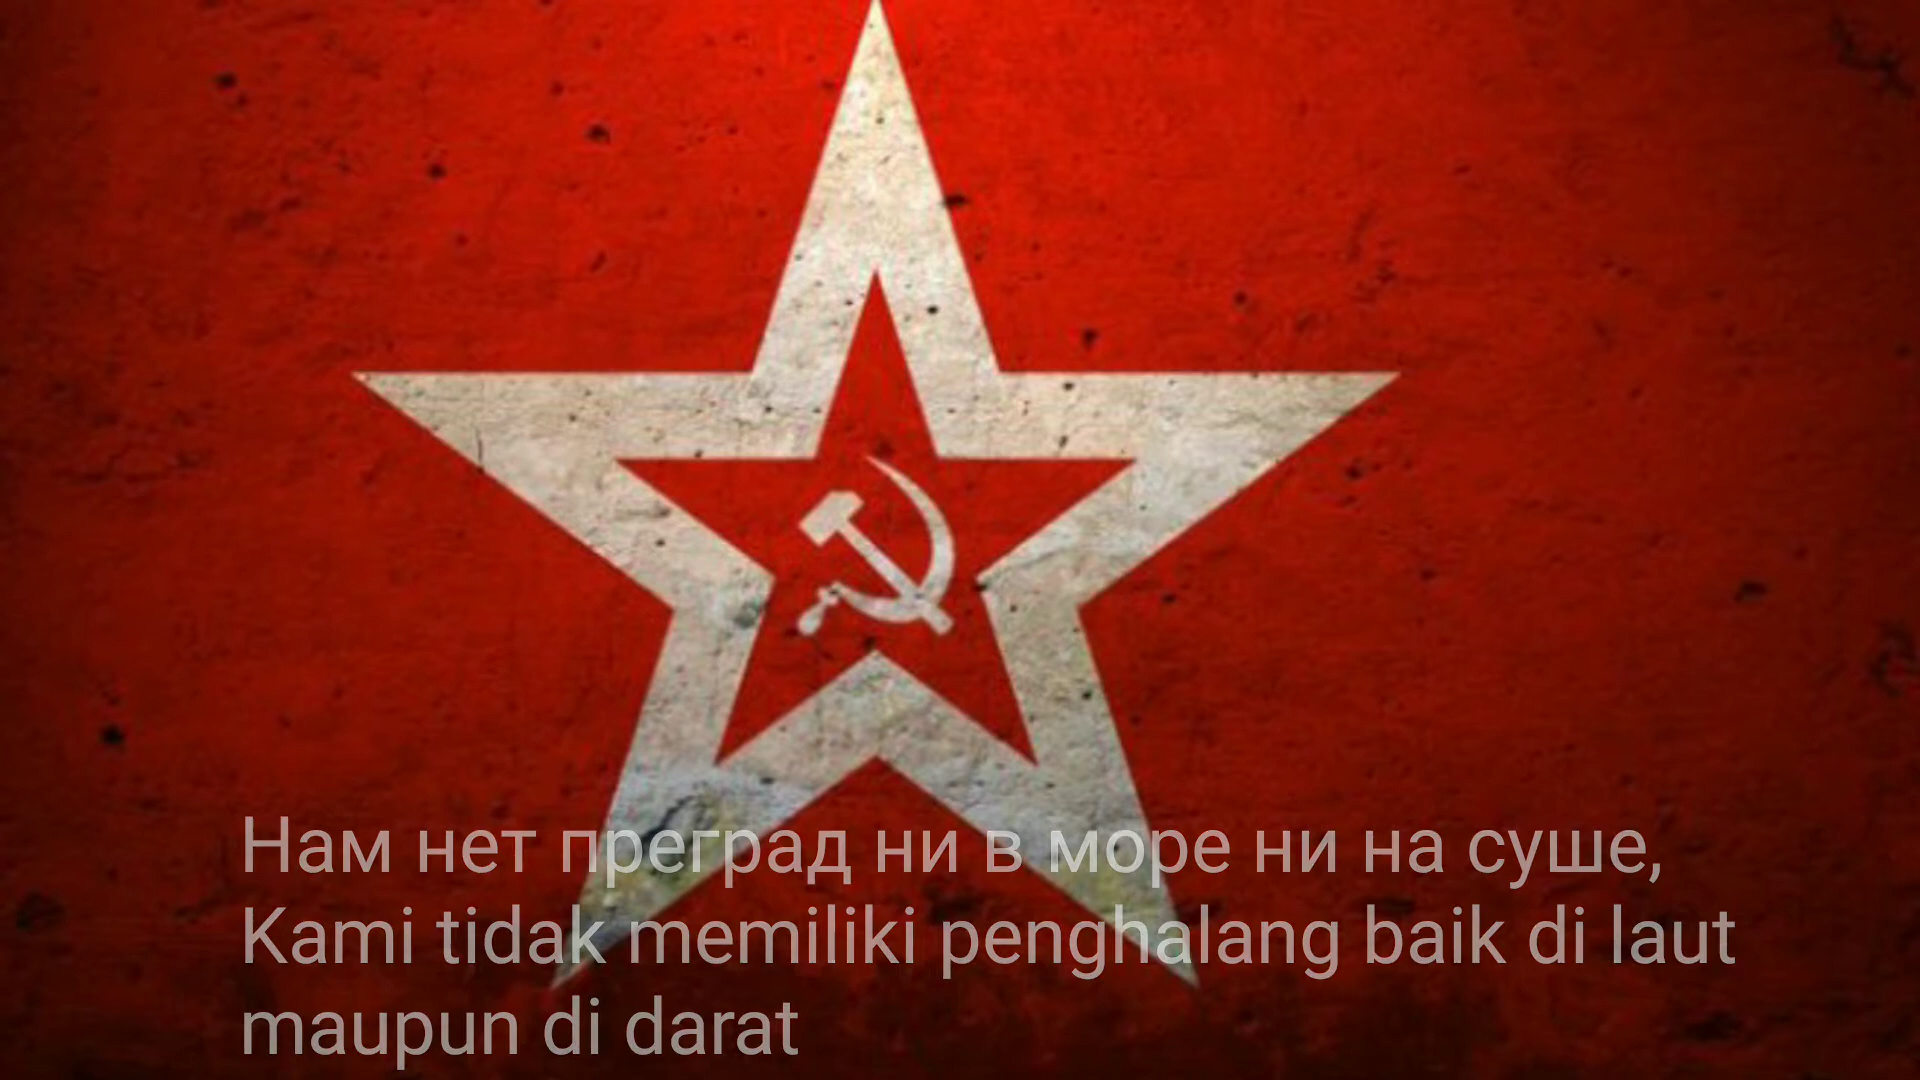 Нам нет преград ни в море ни на суше,
Kami tidak memiliki penghalang baik di laut
maupun di darat